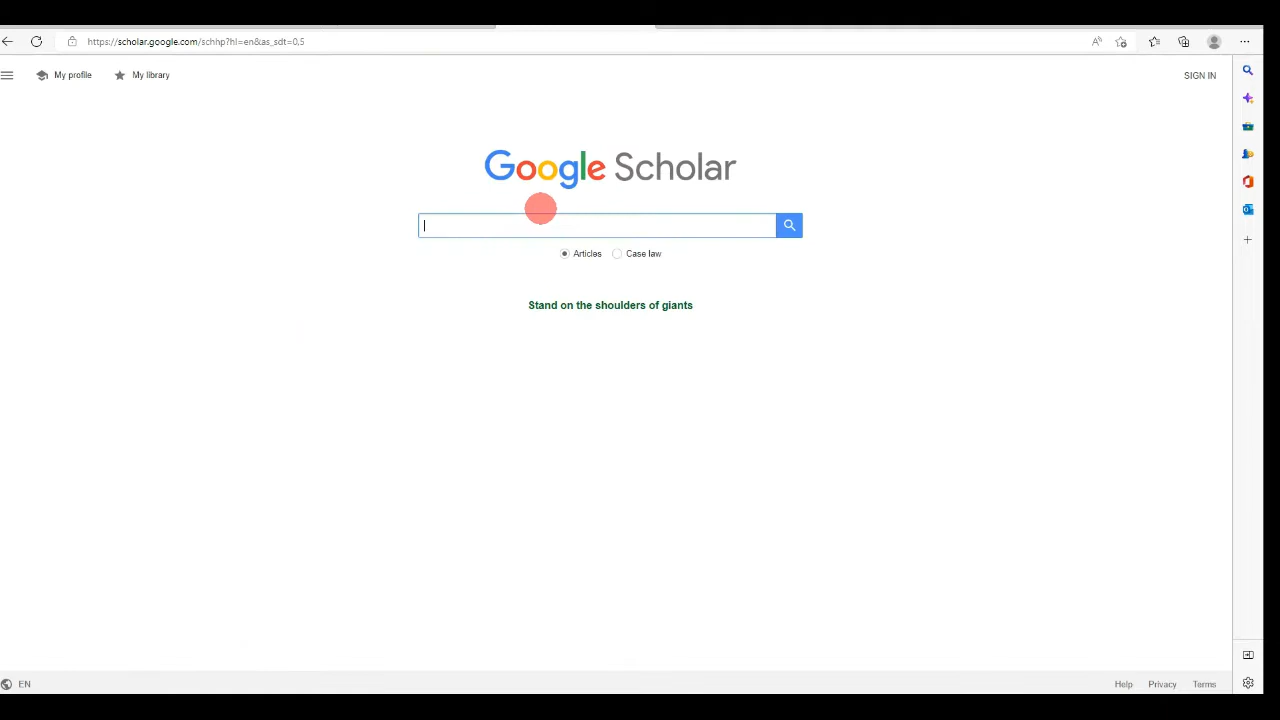 https://scholar.google.com/schhp?hl=en&as_sdt=0,5
My profile
My library
SIGN IN
Google Scholar
Articles
Case law
Stand on the shoulders of giants
EN
Help
Privacy
Terms